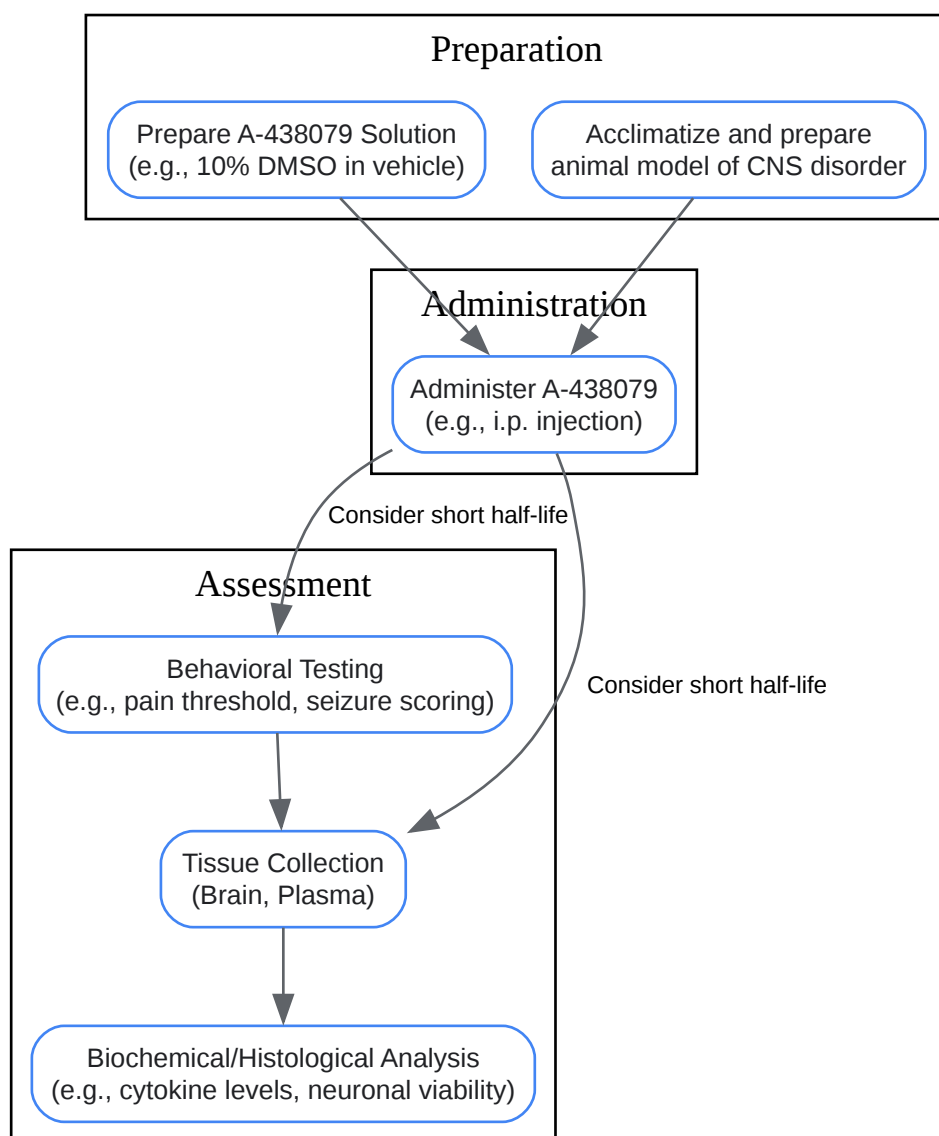 Preparation
Prepare A-438079 Solution
(e.g., 10% DMSO in vehicle)
Acclimatize and prepare
animal model of CNS disorder
Administration
Administer A-438079
(e.g., i.p. injection)
Consider short half-life
Assessment
Behavioral Testing
(e.g., pain threshold, seizure scoring)
Consider short half-life
Tissue Collection
(Brain, Plasma)
Biochemical/Histological Analysis
(e.g., cytokine levels, neuronal viability)